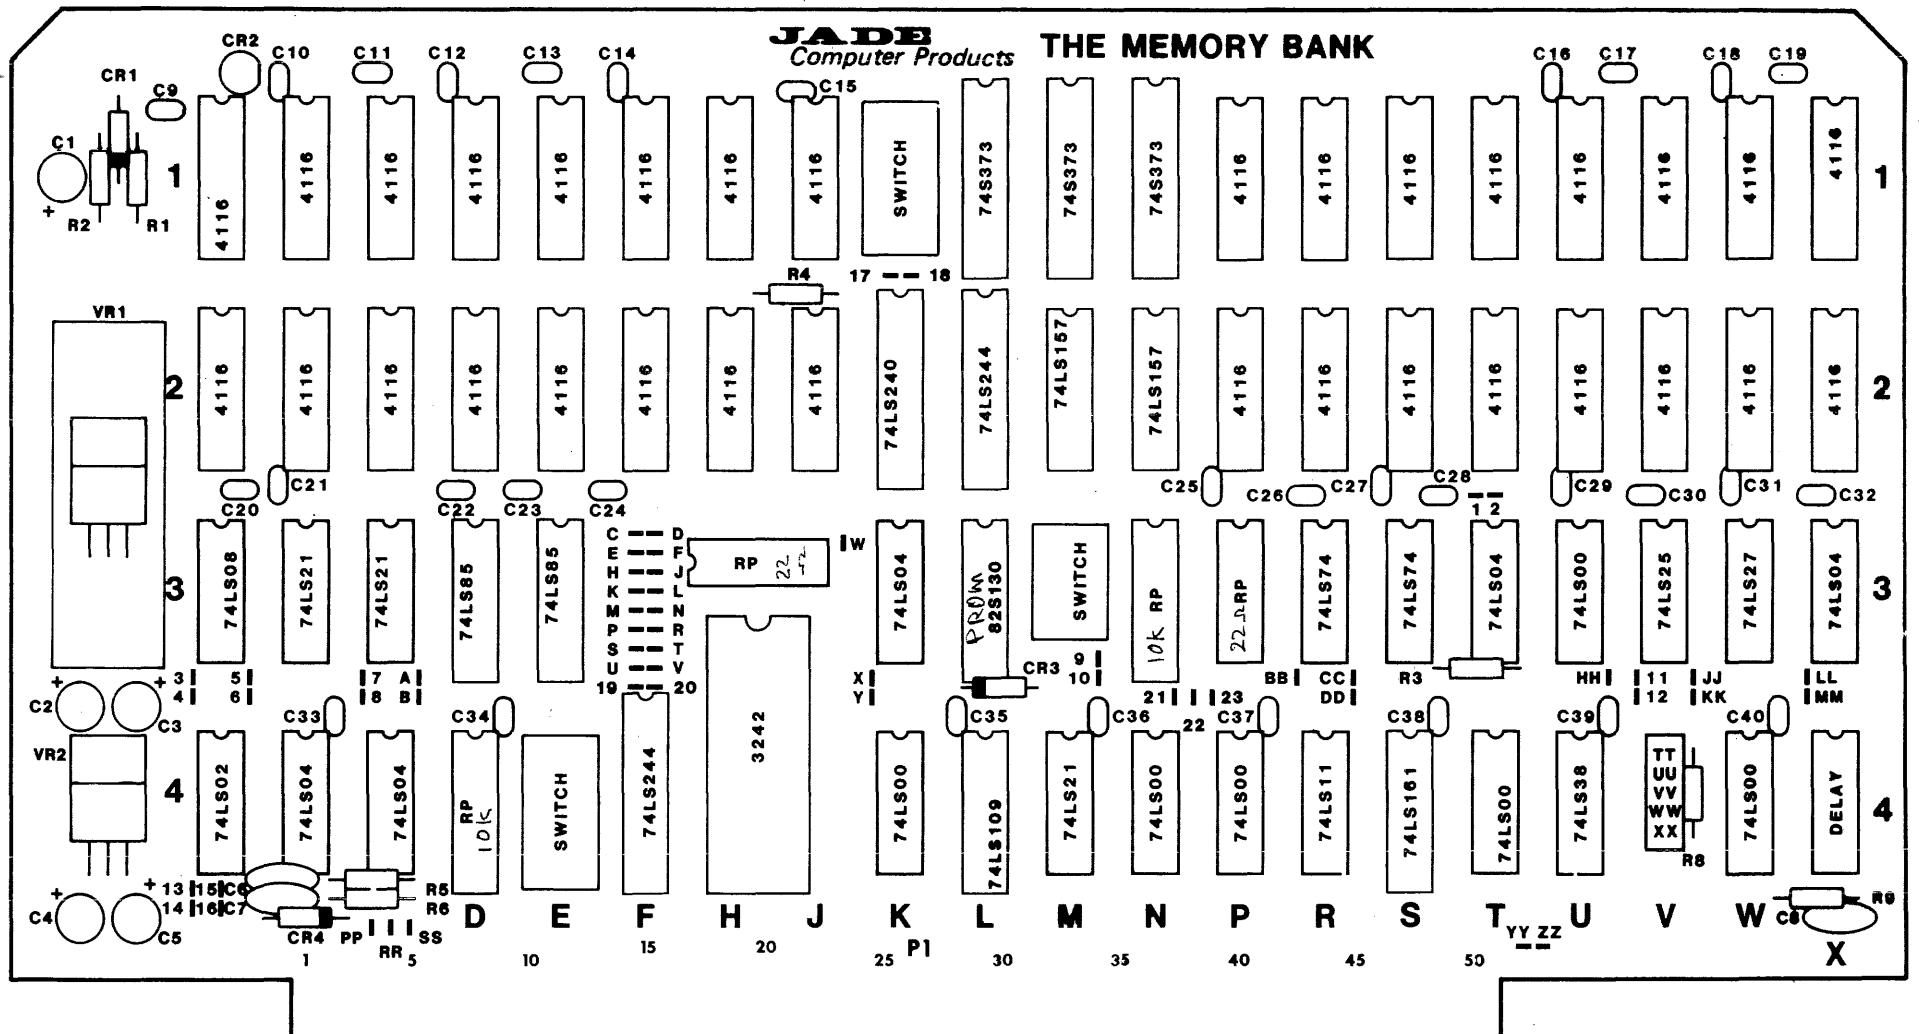 JADE
Computer Products
THE MEMORY BANK
CR2 C10 C11 C12 C13 C14 C15 C16 C17 C18 C19
CR1 C9
C1
+ R2 R1
1 4116 4116 4116 4116 4116 4116 4116 4116 SWITCH 74S373 74S373 74S373 4116 4116 4116 4116 4116 4116 4116 4116 1
R4 17 18
VR1
2 4116 4116 4116 4116 4116 4116 4116 4116 74LS240 74LS244 74LS157 74LS157 4116 4116 4116 4116 4116 4116 4116 4116 2
C20 C21 C22 C23 C24 C25 C26 C27 C28 C29 C30 C31 C32
1 2
C D
E F
H J
K L
M N
P R
S T
U V
19 20
RP 22 Ω
W
3 74LS08 74LS21 74LS21 74LS85 74LS85 74LS04 PROM 82S130 SWITCH 10K RP 22Ω RP 74LS74 74LS74 74LS04 74LS00 74LS25 74LS27 74LS04 3
CR3 9
10
3 5 7 A X BB CC R3 HH 11 JJ LL
4 6 8 B Y 21 23 DD 12 KK MM
22
+ + C2 C3 C33 C34 C35 C36 C37 C38 C39 C40
VR2
4 74LS02 74LS04 74LS04 RP 10K SWITCH 74LS244 3242 74LS00 74LS109 74LS21 74LS00 74LS00 74LS11 74LS161 74LS00 74LS38 74LS00 DELAY 4
TT
UU
VV
WW
XX
R8
+ + 13 15 C6 R5
14 16 C7 R6
C4 C5 CR4 PP RR SS C8 R9
D E F H J K L M N P R S T U V W X
YY ZZ
P1
1 5 10 15 20 25 30 35 40 45 50